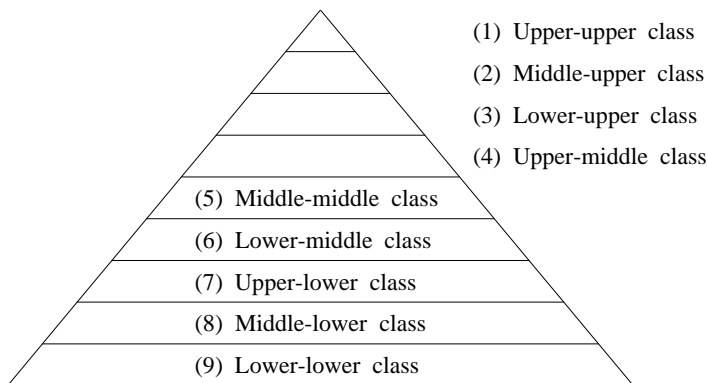 (1) Upper-upper class
(2) Middle-upper class
(3) Lower-upper class
(4) Upper-middle class
(5) Middle-middle class
(6) Lower-middle class
(7) Upper-lower class
(8) Middle-lower class
(9) Lower-lower class